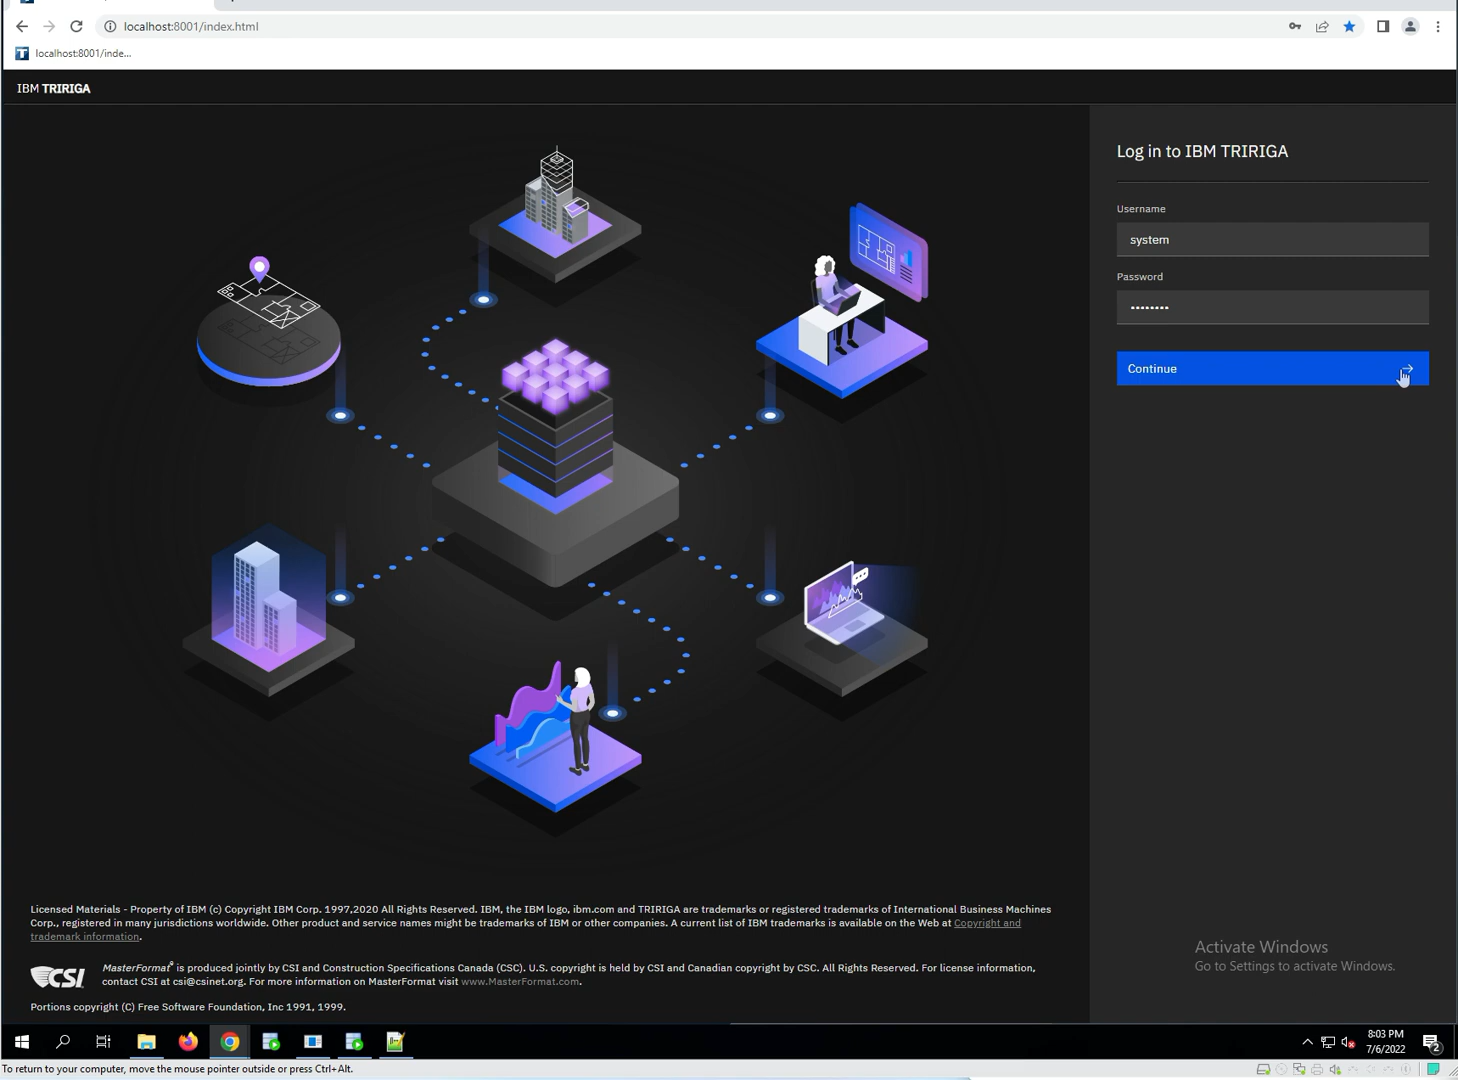 localhost:8001/index.html
localhost:8001/inde...
IBM TRIRIGA
Log in to IBM TRIRIGA
Username
system
Password
••••••••
Continue
Licensed Materials - Property of IBM (c) Copyright IBM Corp. 1997,2020 All Rights Reserved. IBM, the IBM logo, ibm.com and TRIRIGA are trademarks or registered trademarks of International Business Machines
Corp., registered in many jurisdictions worldwide. Other product and service names might be trademarks of IBM or other companies. A current list of IBM trademarks is available on the Web at Copyright and
trademark information.
CSI
MasterFormat® is produced jointly by CSI and Construction Specifications Canada (CSC). U.S. copyright is held by CSI and Canadian copyright by CSC. All Rights Reserved. For license information,
contact CSI at csi@csinet.org. For more information on MasterFormat visit www.MasterFormat.com.
Portions copyright (C) Free Software Foundation, Inc 1991, 1999.
Activate Windows
Go to Settings to activate Windows.
8:03 PM
7/6/2022
2
To return to your computer, move the mouse pointer outside or press Ctrl+Alt.